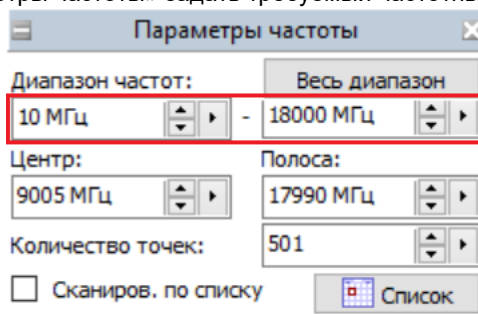 Параметры частоты
Диапазон частот: Весь диапазон
10 МГц - 18000 МГц
Центр: Полоса:
9005 МГц 17990 МГц
Количество точек: 501
Сканиров. по списку Список